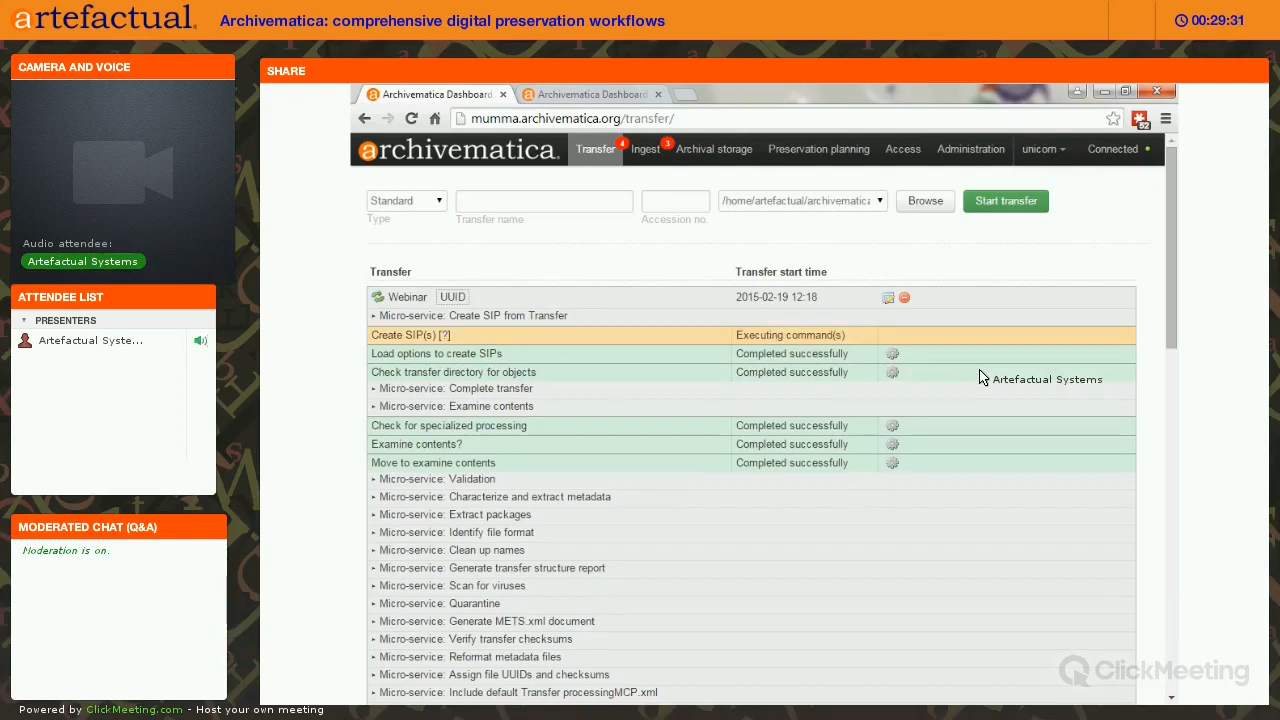 artefactual
Archivematica: comprehensive digital preservation workflows
00:29:31
CAMERA AND VOICE
Audio attendee:
Artefactual Systems
ATTENDEE LIST
PRESENTERS
Artefactual Syste...
MODERATED CHAT (Q&A)
Moderation is on.
Powered by ClickMeeting.com - Host your own meeting
SHARE
Archivematica Dashboard Archivematica Dashboard
mumma.archivematica.org/transfer/
52
archivematica. Transfer 4 Ingest 3 Archival storage Preservation planning Access Administration unicorn Connected
Standard /home/artefactual/archivematica Browse Start transfer
Type Transfer name Accession no.
Transfer Transfer start time
Webinar UUID 2015-02-19 12:18
Micro-service: Create SIP from Transfer
Create SIP(s) [?] Executing command(s)
Load options to create SIPs Completed successfully
Check transfer directory for objects Completed successfully
Artefactual Systems
Micro-service: Complete transfer
Micro-service: Examine contents
Check for specialized processing Completed successfully
Examine contents? Completed successfully
Move to examine contents Completed successfully
Micro-service: Validation
Micro-service: Characterize and extract metadata
Micro-service: Extract packages
Micro-service: Identify file format
Micro-service: Clean up names
Micro-service: Generate transfer structure report
Micro-service: Scan for viruses
Micro-service: Quarantine
Micro-service: Generate METS.xml document
Micro-service: Verify transfer checksums
Micro-service: Reformat metadata files
Micro-service: Assign file UUIDs and checksums
Micro-service: Include default Transfer processingMCP.xml
ClickMeeting